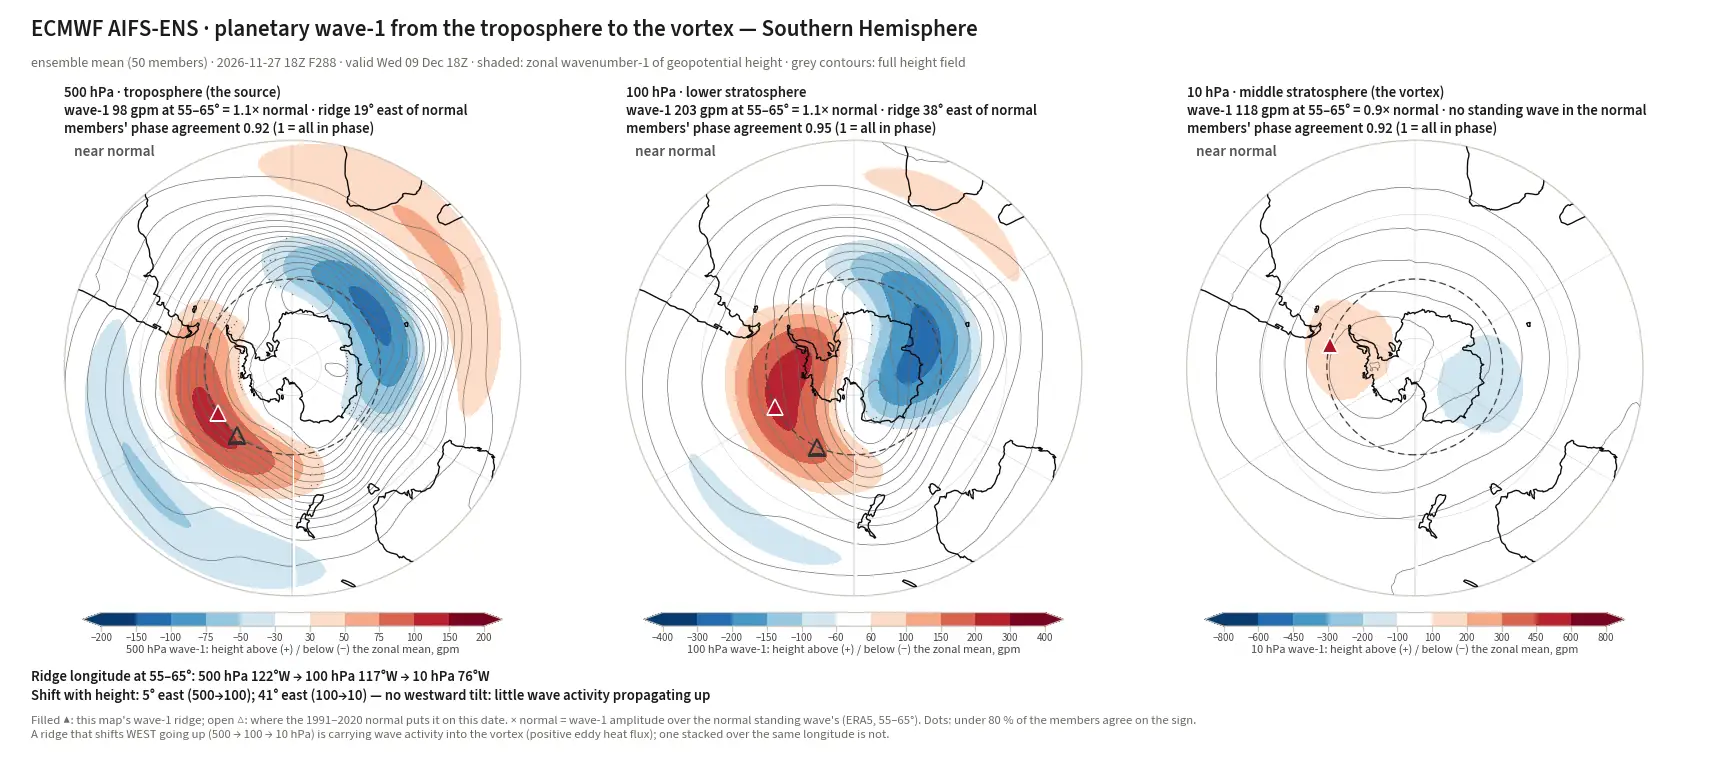 ECMWF AIFS-ENS · planetary wave-1 from the troposphere to the vortex — Southern Hemisphere
ensemble mean (50 members) · 2026-11-27 18Z F288 · valid Wed 09 Dec 18Z · shaded: zonal wavenumber-1 of geopotential height · grey contours: full height field
500 hPa · troposphere (the source)
wave-1 98 gpm at 55–65° = 1.1× normal · ridge 19° east of normal
members' phase agreement 0.92 (1 = all in phase)
near normal
100 hPa · lower stratosphere
wave-1 203 gpm at 55–65° = 1.1× normal · ridge 38° east of normal
members' phase agreement 0.95 (1 = all in phase)
near normal
10 hPa · middle stratosphere (the vortex)
wave-1 118 gpm at 55–65° = 0.9× normal · no standing wave in the normal
members' phase agreement 0.92 (1 = all in phase)
near normal
−200 −150 −100 −75 −50 −30 30 50 75 100 150 200
500 hPa wave-1: height above (+) / below (−) the zonal mean, gpm
−400 −300 −200 −150 −100 −60 60 100 150 200 300 400
100 hPa wave-1: height above (+) / below (−) the zonal mean, gpm
−800 −600 −450 −300 −200 −100 100 200 300 450 600 800
10 hPa wave-1: height above (+) / below (−) the zonal mean, gpm
Ridge longitude at 55–65°: 500 hPa 122°W → 100 hPa 117°W → 10 hPa 76°W
Shift with height: 5° east (500→100); 41° east (100→10) — no westward tilt: little wave activity propagating up
Filled ▲: this map's wave-1 ridge; open △: where the 1991–2020 normal puts it on this date. × normal = wave-1 amplitude over the normal standing wave's (ERA5, 55–65°). Dots: under 80 % of the members agree on the sign.
A ridge that shifts WEST going up (500 → 100 → 10 hPa) is carrying wave activity into the vortex (positive eddy heat flux); one stacked over the same longitude is not.